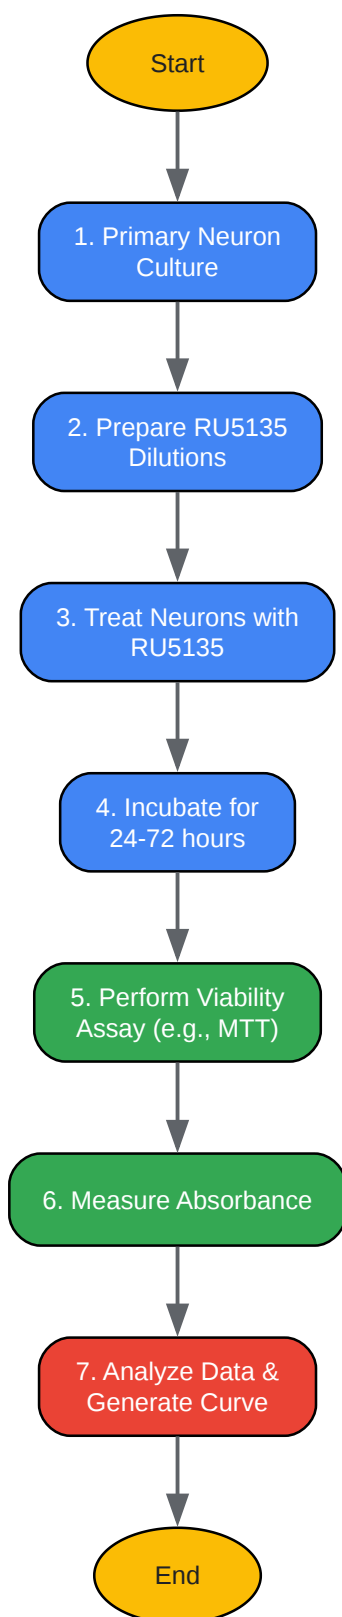 Start
1. Primary Neuron
Culture
2. Prepare RU5135
Dilutions
3. Treat Neurons with
RU5135
4. Incubate for
24-72 hours
5. Perform Viability
Assay (e.g., MTT)
6. Measure Absorbance
7. Analyze Data &
Generate Curve
End